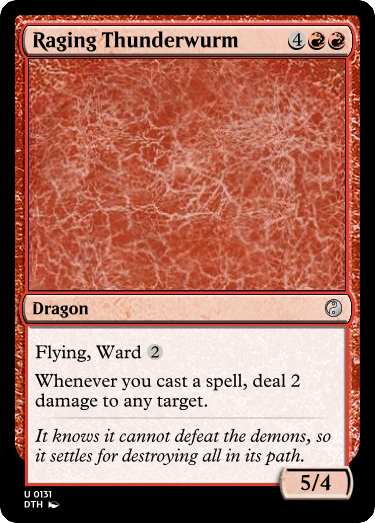 Raging Thunderwurm 4
Dragon
Flying, Ward 2
Whenever you cast a spell, deal 2
damage to any target.
It knows it cannot defeat the demons, so
it settles for destroying all in its path.
5/4
U 0131
DTH